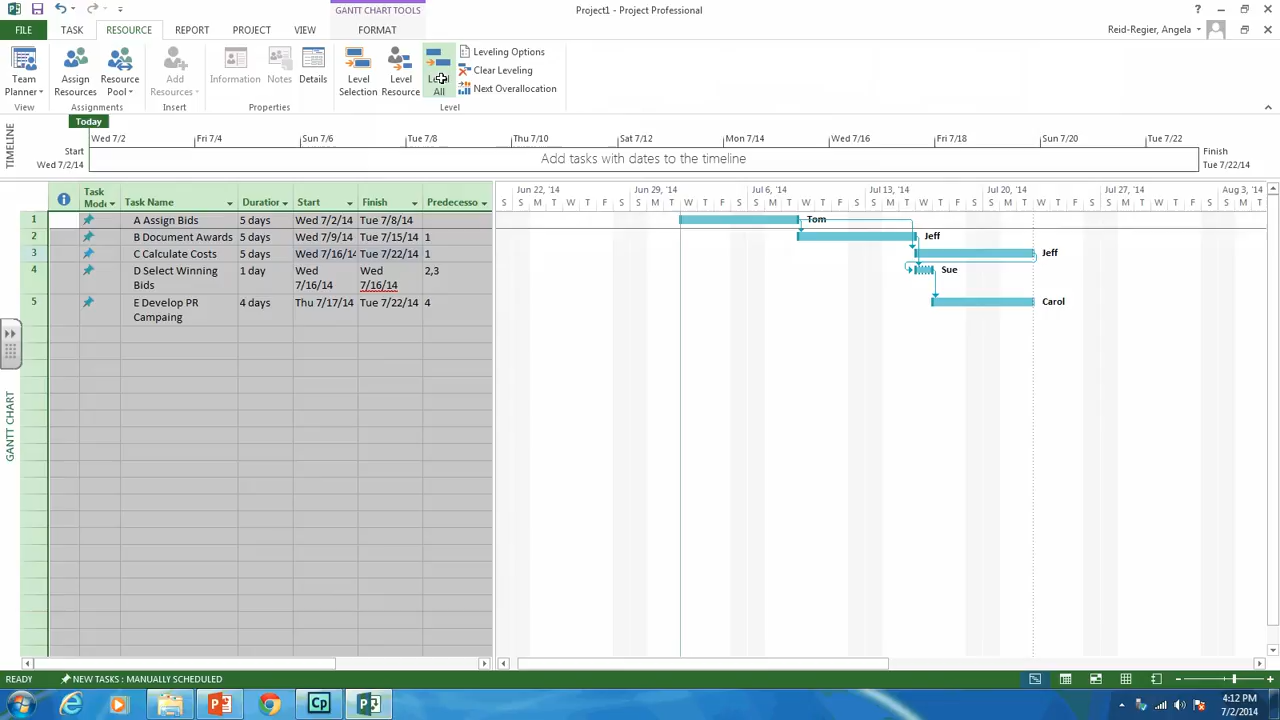 GANTT CHART TOOLS
Project1 - Project Professional
FILE TASK RESOURCE REPORT PROJECT VIEW FORMAT
Reid-Regier, Angela
Team Planner
Assign Resources
Resource Pool
Add Resources
Information
Notes
Details
Level Selection
Level Resource
Level All
Leveling Options
Clear Leveling
Next Overallocation
View Assignments Insert Properties Level
Today
TIMELINE
Wed 7/2 Fri 7/4 Sun 7/6 Tue 7/8 Thu 7/10 Sat 7/12 Mon 7/14 Wed 7/16 Fri 7/18 Sun 7/20 Tue 7/22
Start
Wed 7/2/14
Add tasks with dates to the timeline
Finish
Tue 7/22/14
Task Mode Task Name Duration Start Finish Predecesso
Jun 22, '14 Jun 29, '14 Jul 6, '14 Jul 13, '14 Jul 20, '14 Jul 27, '14 Aug 3, '14
S T M F T S W S T M F T S W S T M F T S W S T M F T S W S T M F T S W S T M F T S W S T
1 A Assign Bids 5 days Wed 7/2/14 Tue 7/8/14
2 B Document Awards 5 days Wed 7/9/14 Tue 7/15/14 1
3 C Calculate Costs 5 days Wed 7/16/14 Tue 7/22/14 1
4 D Select Winning Bids 1 day Wed 7/16/14 Wed 7/16/14 2,3
5 E Develop PR Campaing 4 days Thu 7/17/14 Tue 7/22/14 4
Tom
Jeff
Jeff
Sue
Carol
GANTT CHART
READY NEW TASKS : MANUALLY SCHEDULED
4:12 PM
7/2/2014